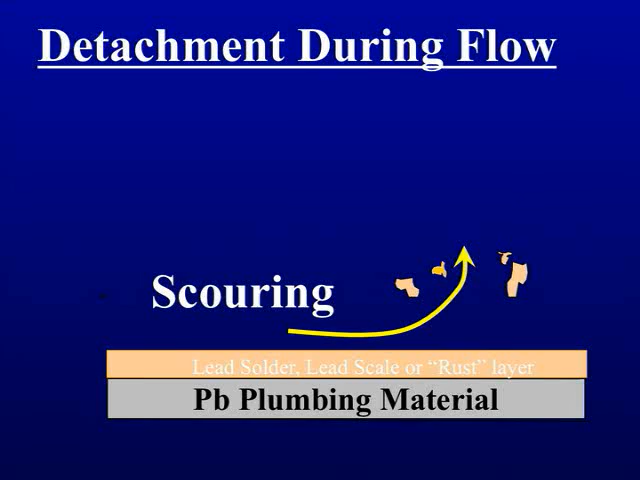 Detachment During Flow
Scouring
Lead Solder, Lead Scale or “Rust” layer
Pb Plumbing Material